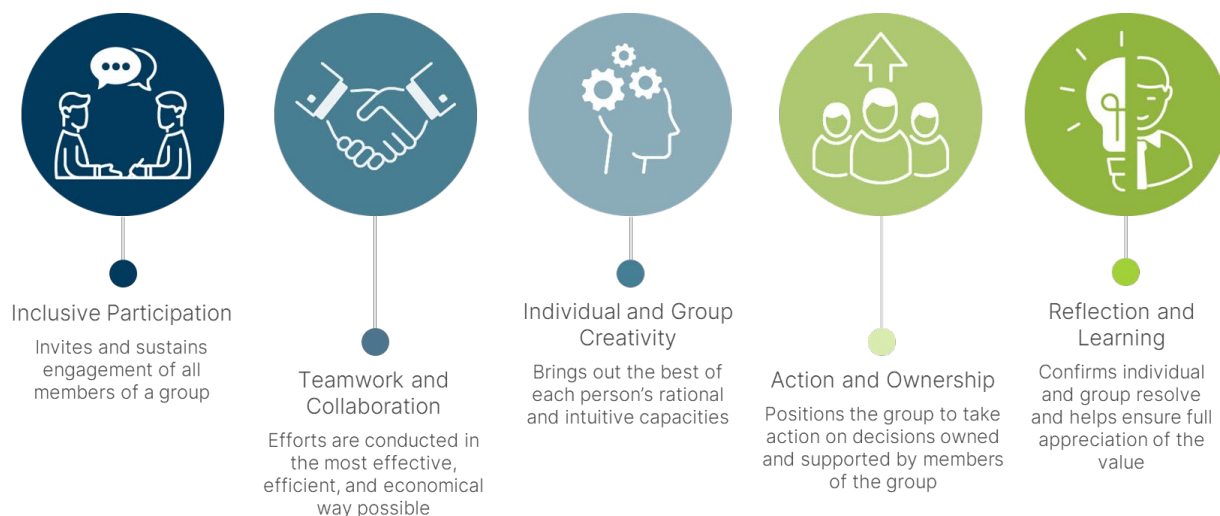 Inclusive Participation
Invites and sustains
engagement of all
members of a group
Teamwork and
Collaboration
Efforts are conducted in
the most effective,
efficient, and economical
way possible
Individual and Group
Creativity
Brings out the best of
each person’s rational
and intuitive capacities
Action and Ownership
Positions the group to take
action on decisions owned
and supported by members
of the group
Reflection and
Learning
Confirms individual
and group resolve
and helps ensure full
appreciation of the
value